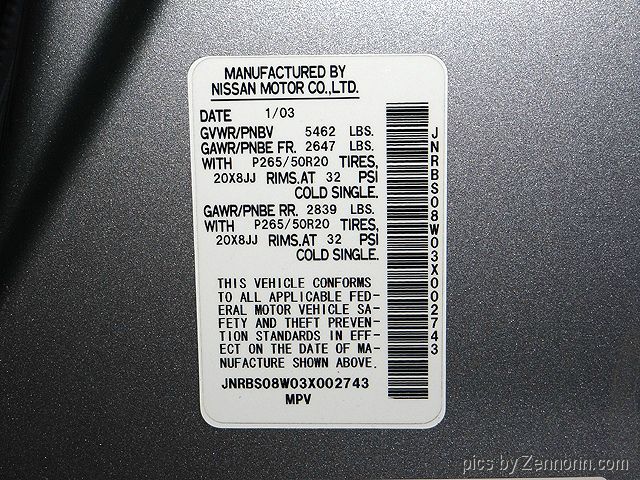 MANUFACTURED BY
NISSAN MOTOR CO.,LTD.
DATE 1/03
GVWR/PNBV 5462 LBS.
GAWR/PNBE FR. 2647 LBS.
WITH P265/50R20 TIRES,
20X8JJ RIMS.AT 32 PSI
COLD SINGLE.
GAWR/PNBE RR. 2839 LBS.
WITH P265/50R20 TIRES,
20X8JJ RIMS.AT 32 PSI
COLD SINGLE.
THIS VEHICLE CONFORMS
TO ALL APPLICABLE FED-
ERAL MOTOR VEHICLE SA-
FETY AND THEFT PREVEN-
TION STANDARDS IN EFF-
ECT ON THE DATE OF MA-
NUFACTURE SHOWN ABOVE.
JNRBS08W03X002743
MPV
JNRBS08W03X002743
pics by Zennorin.com